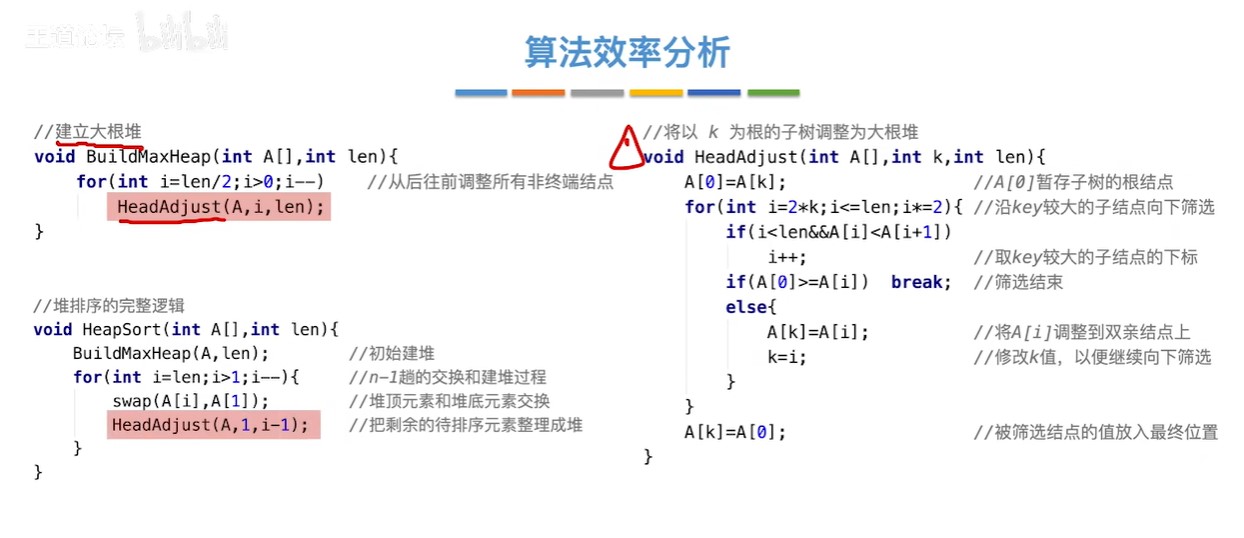 王道论坛 bilibili
算法效率分析
//建立大根堆
void BuildMaxHeap(int A[],int len){
for(int i=len/2;i>0;i--) //从后往前调整所有非终端结点
HeadAdjust(A,i,len);
}
//堆排序的完整逻辑
void HeapSort(int A[],int len){
BuildMaxHeap(A,len); //初始建堆
for(int i=len;i>1;i--){ //n-1趟的交换和建堆过程
swap(A[i],A[1]); //堆顶元素和堆底元素交换
HeadAdjust(A,1,i-1); //把剩余的待排序元素整理成堆
}
}
//将以 k 为根的子树调整为大根堆
void HeadAdjust(int A[],int k,int len){
A[0]=A[k]; //A[0]暂存子树的根结点
for(int i=2*k;i<=len;i*=2){ //沿key较大的子结点向下筛选
if(i<len&&A[i]<A[i+1])
i++; //取key较大的子结点的下标
if(A[0]>=A[i]) break; //筛选结束
else{
A[k]=A[i]; //将A[i]调整到双亲结点上
k=i; //修改k值，以便继续向下筛选
}
}
A[k]=A[0]; //被筛选结点的值放入最终位置
}